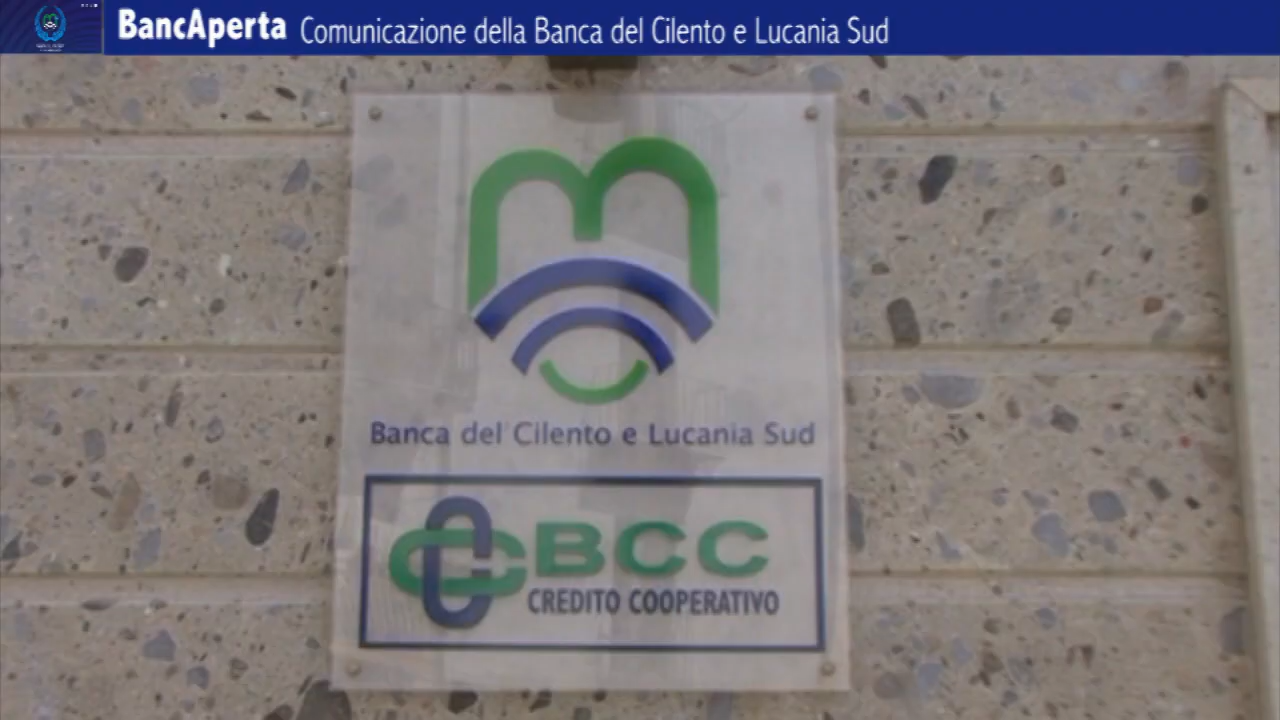 BancAperta Comunicazione della Banca del Cilento e Lucania Sud
Banca del Cilento e Lucania Sud
BCC
CREDITO COOPERATIVO